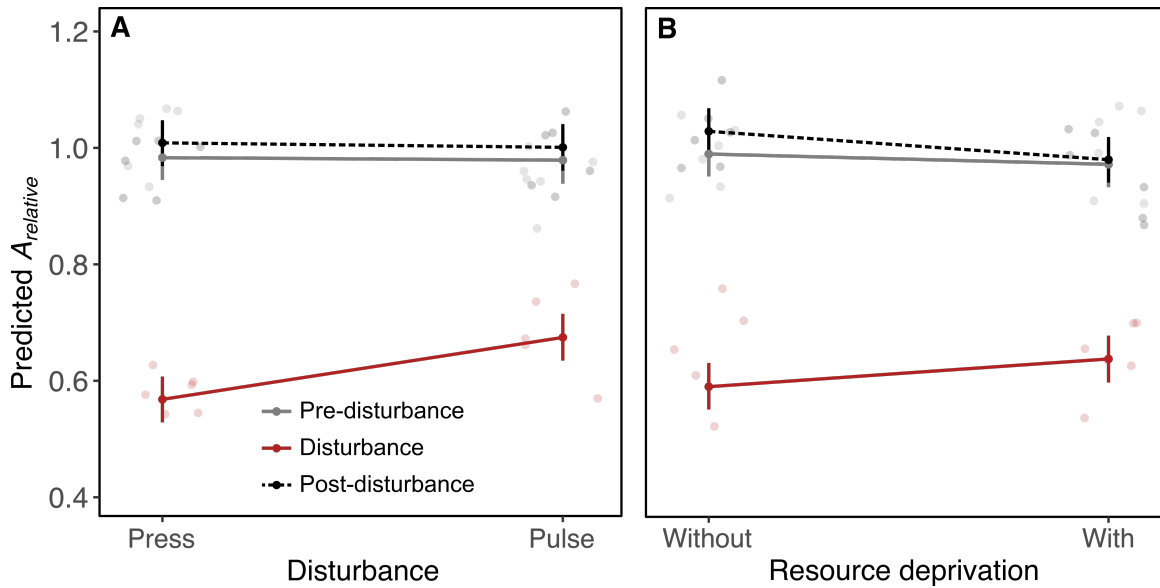 A
B
Predicted A relative
1.2
1.0
0.8
0.6
0.4
Pre-disturbance
Disturbance
Post-disturbance
Press
Pulse
Without
With
Disturbance
Resource deprivation